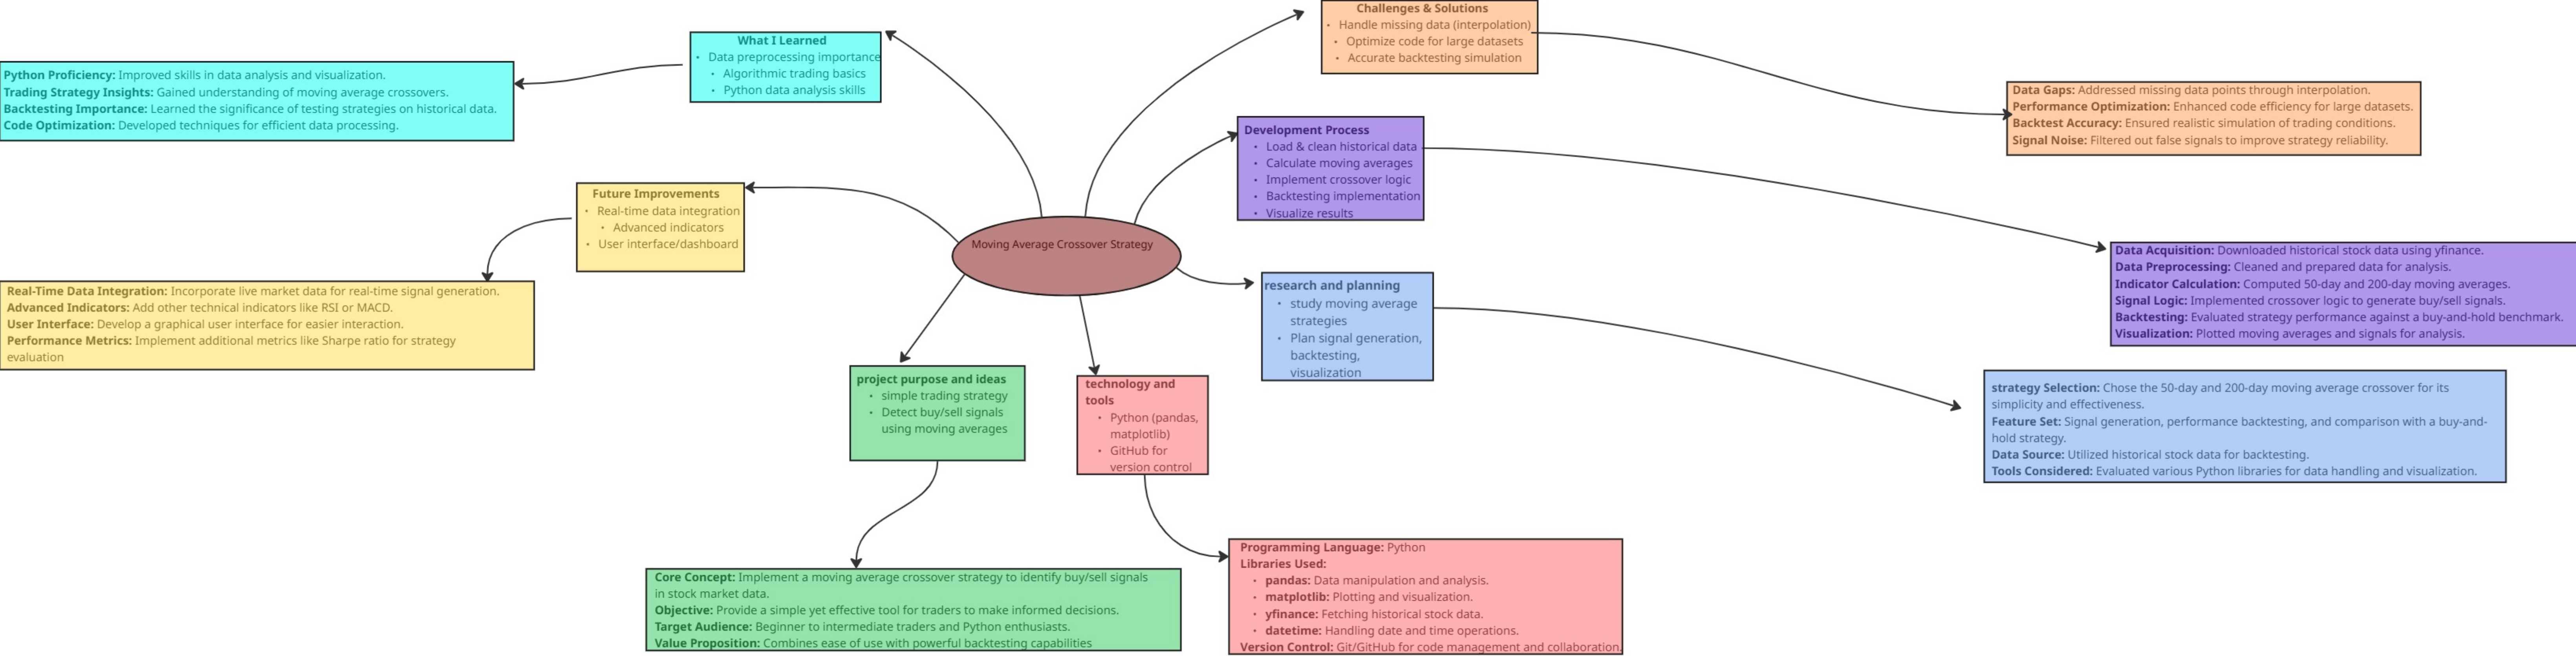 Moving Average Crossover Strategy
What I Learned
• Data preprocessing importance
• Algorithmic trading basics
• Python data analysis skills
Python Proficiency: Improved skills in data analysis and visualization.
Trading Strategy Insights: Gained understanding of moving average crossovers.
Backtesting Importance: Learned the significance of testing strategies on historical data.
Code Optimization: Developed techniques for efficient data processing.
Challenges & Solutions
• Handle missing data (interpolation)
• Optimize code for large datasets
• Accurate backtesting simulation
Data Gaps: Addressed missing data points through interpolation.
Performance Optimization: Enhanced code efficiency for large datasets.
Backtest Accuracy: Ensured realistic simulation of trading conditions.
Signal Noise: Filtered out false signals to improve strategy reliability.
Development Process
• Load & clean historical data
• Calculate moving averages
• Implement crossover logic
• Backtesting implementation
• Visualize results
Data Acquisition: Downloaded historical stock data using yfinance.
Data Preprocessing: Cleaned and prepared data for analysis.
Indicator Calculation: Computed 50-day and 200-day moving averages.
Signal Logic: Implemented crossover logic to generate buy/sell signals.
Backtesting: Evaluated strategy performance against a buy-and-hold benchmark.
Visualization: Plotted moving averages and signals for analysis.
Future Improvements
• Real-time data integration
• Advanced indicators
• User interface/dashboard
Real-Time Data Integration: Incorporate live market data for real-time signal generation.
Advanced Indicators: Add other technical indicators like RSI or MACD.
User Interface: Develop a graphical user interface for easier interaction.
Performance Metrics: Implement additional metrics like Sharpe ratio for strategy
evaluation
research and planning
• study moving average
strategies
• Plan signal generation,
backtesting,
visualization
strategy Selection: Chose the 50-day and 200-day moving average crossover for its
simplicity and effectiveness.
Feature Set: Signal generation, performance backtesting, and comparison with a buy-and-
hold strategy.
Data Source: Utilized historical stock data for backtesting.
Tools Considered: Evaluated various Python libraries for data handling and visualization.
project purpose and ideas
• simple trading strategy
• Detect buy/sell signals
using moving averages
Core Concept: Implement a moving average crossover strategy to identify buy/sell signals
in stock market data.
Objective: Provide a simple yet effective tool for traders to make informed decisions.
Target Audience: Beginner to intermediate traders and Python enthusiasts.
Value Proposition: Combines ease of use with powerful backtesting capabilities
technology and
tools
• Python (pandas,
matplotlib)
• GitHub for
version control
Programming Language: Python
Libraries Used:
• pandas: Data manipulation and analysis.
• matplotlib: Plotting and visualization.
• yfinance: Fetching historical stock data.
• datetime: Handling date and time operations.
Version Control: Git/GitHub for code management and collaboration.